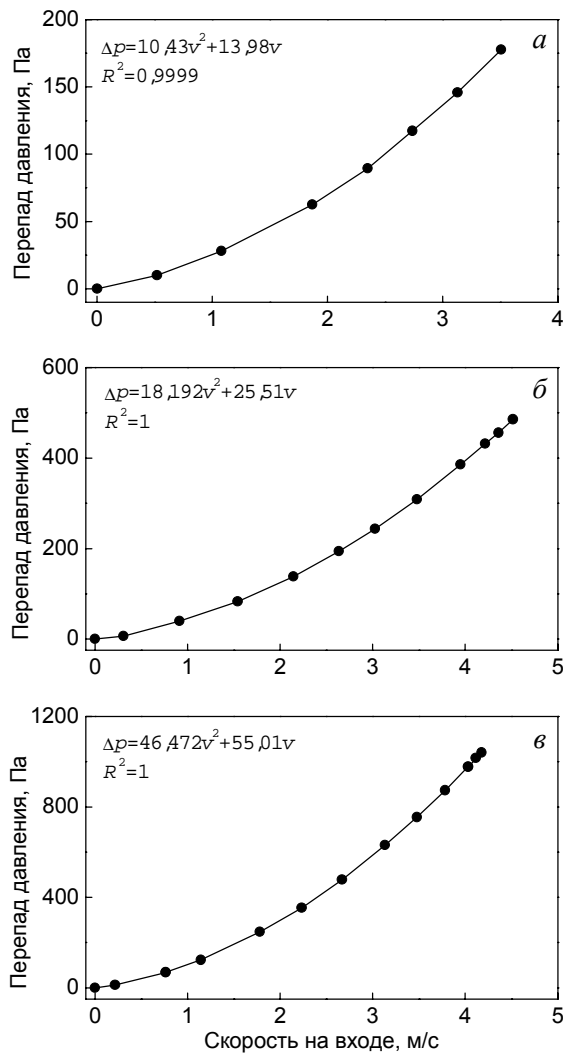 200
150
100
50
0
Перепад давления, Па
Δp=10,43v²+13,98v
R²=0,9999
а
0 1 2 3 4
600
400
200
0
Перепад давления, Па
Δp=18,192v²+25,51v
R²=1
б
0 1 2 3 4 5
1200
800
400
0
Перепад давления, Па
Δp=46,472v²+55,01v
R²=1
в
0 1 2 3 4 5
Скорость на входе, м/с